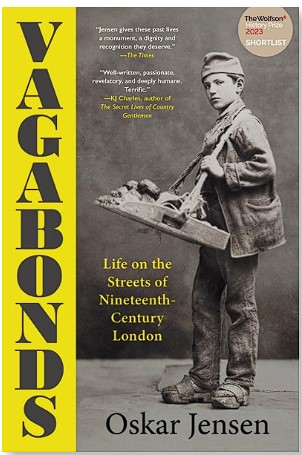 VAGABONDS
"Jensen gives these past lives
a monument, a dignity and
recognition they deserve."
—The Times
"Well-written, passionate,
revelatory, and deeply humane.
Terrific."
—KJ Charles, author of
The Secret Lives of Country
Gentlemen
The Wolfson
History Prize
2023
SHORTLIST
Life on the
Streets of
Nineteenth-
Century
London
Oskar Jensen